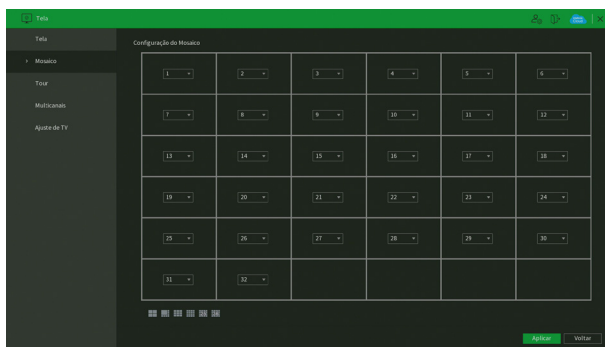 Tela
Tela
Configuração do Mosaico
Mosaico
Tour
Multicanais
Ajuste de TV
1 2 3 4 5 6
7 8 9 10 11 12
13 14 15 16 17 18
19 20 21 22 23 24
25 26 27 28 29 30
31 32
Aplicar Voltar